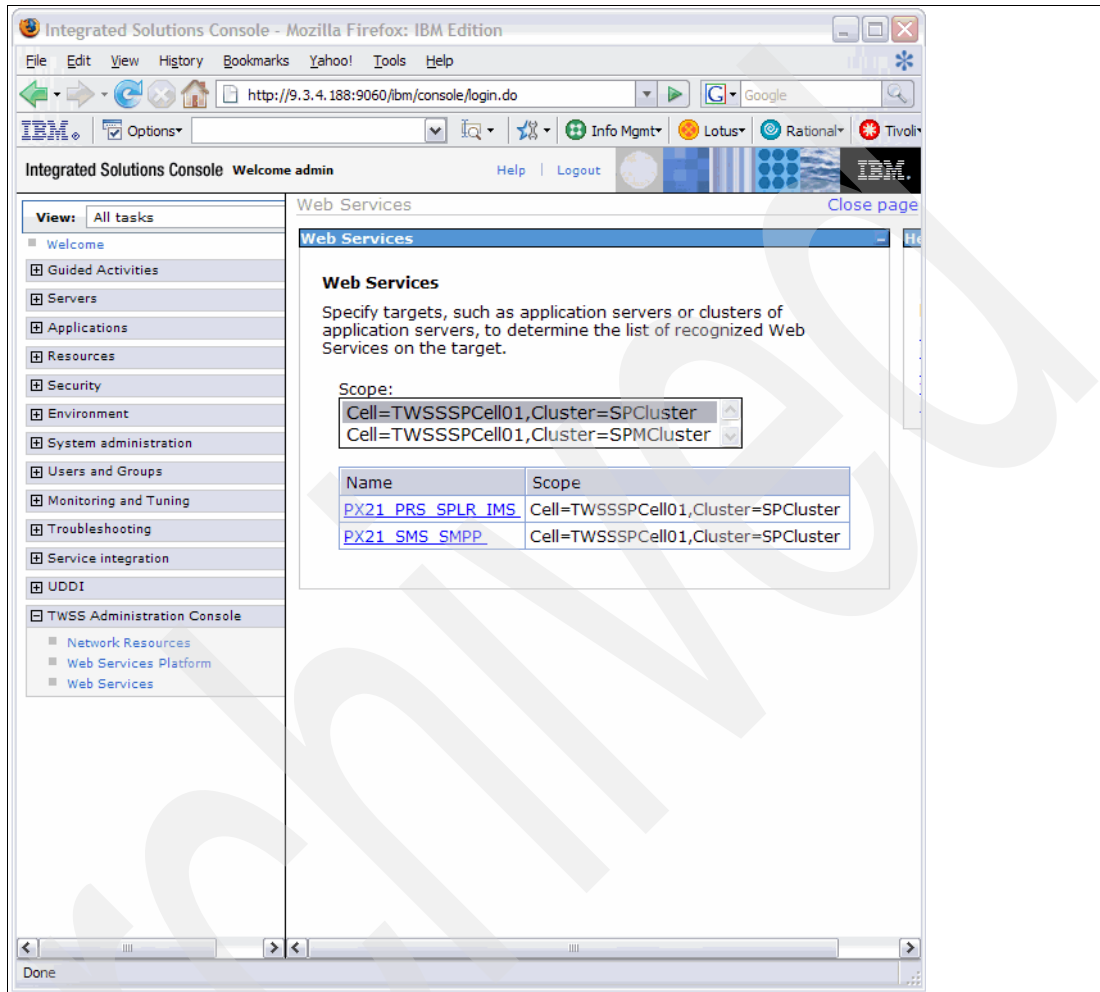 Integrated Solutions Console - Mozilla Firefox: IBM Edition
File Edit View History Bookmarks Yahoo! Tools Help
http://9.3.4.188:9060/ibm/console/login.do G Google
IBM Options Info Mgmt Lotus Rational Tivoli
Integrated Solutions Console Welcome admin Help | Logout IBM.
View: All tasks
Welcome
Guided Activities
Servers
Applications
Resources
Security
Environment
System administration
Users and Groups
Monitoring and Tuning
Troubleshooting
Service integration
UDDI
TWSS Administration Console
Network Resources
Web Services Platform
Web Services
Web Services Close page
Web Services He
Web Services
Specify targets, such as application servers or clusters of
application servers, to determine the list of recognized Web
Services on the target.
Scope:
Cell=TWSSSPCell01,Cluster=SPCluster
Cell=TWSSSPCell01,Cluster=SPMCluster
Name Scope
PX21_PRS_SPLR_IMS Cell=TWSSSPCell01,Cluster=SPCluster
PX21_SMS_SMPP Cell=TWSSSPCell01,Cluster=SPCluster
Done